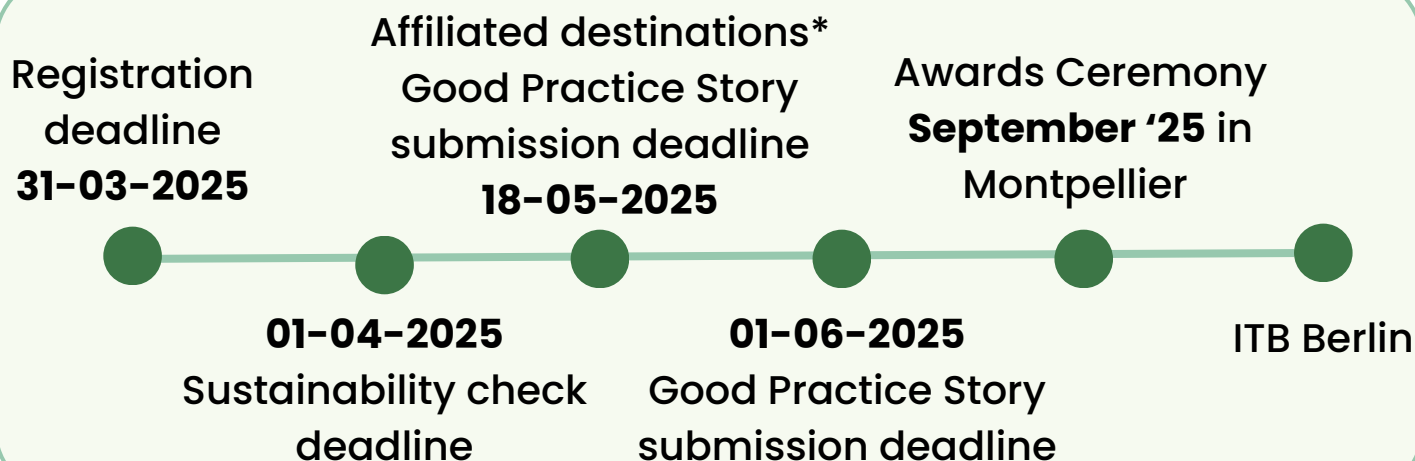 Registration
deadline
31-03-2025
01-04-2025
Sustainability check
deadline
Affiliated destinations*
Good Practice Story
submission deadline
18-05-2025
01-06-2025
Good Practice Story
submission deadline
Awards Ceremony
September ‘25 in
Montpellier
ITB Berlin